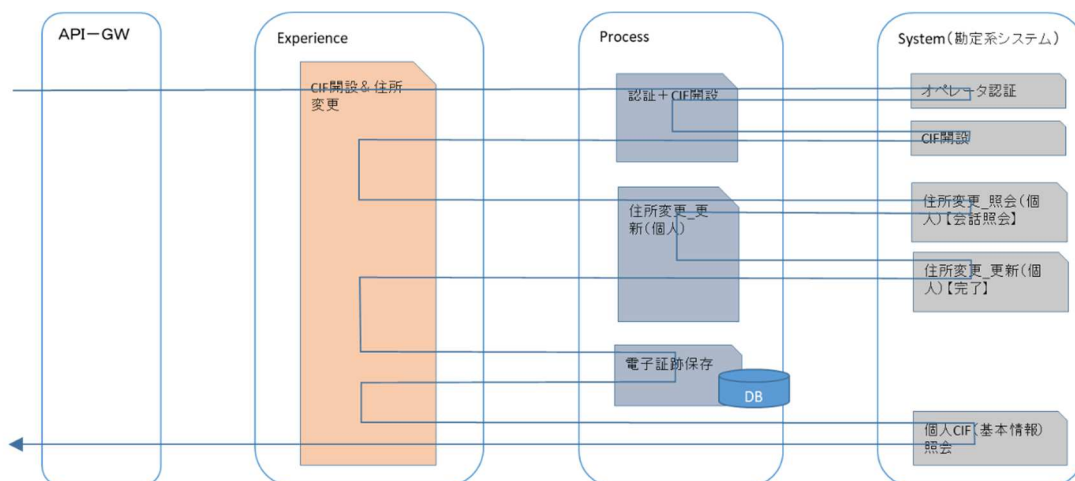 API－GW
Experience
Process
System（勘定系システム）
CIF開設＆住所
変更
認証＋CIF開設
オペレータ認証
CIF開設
住所変更_更
新（個人）
住所変更_照会（個
人）【会話照会】
住所変更_更新（個
人）【完了】
電子証跡保存
DB
個人CIF（基本情報）
照会